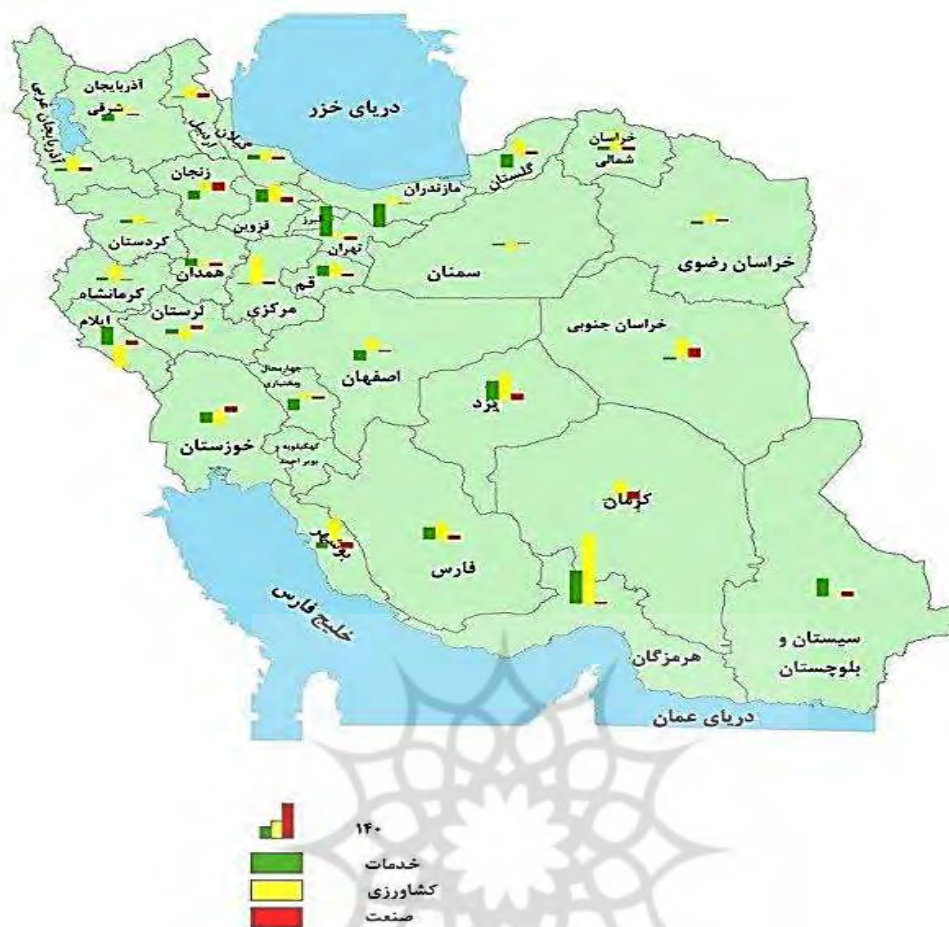 دریای خزر
آذربایجان
شرقی
آذربایجان غربی
اردبیل
گیلان
زنجان
قزوین
البرز
تهران
مازندران
گلستان
خراسان
شمالی
خراسان رضوی
سمنان
کردستان
همدان
قم
کرمانشاه
مرکزی
لرستان
ایلام
خراسان جنوبی
اصفهان
چهارمحال
وبختیاری
یزد
خوزستان
کهگیلویه و
بویر احمد
کرمان
بوشهر
فارس
خلیج فارس
هرمزگان
سیستان و
بلوچستان
دریای عمان
۱۴۰
خدمات
کشاورزی
صنعت